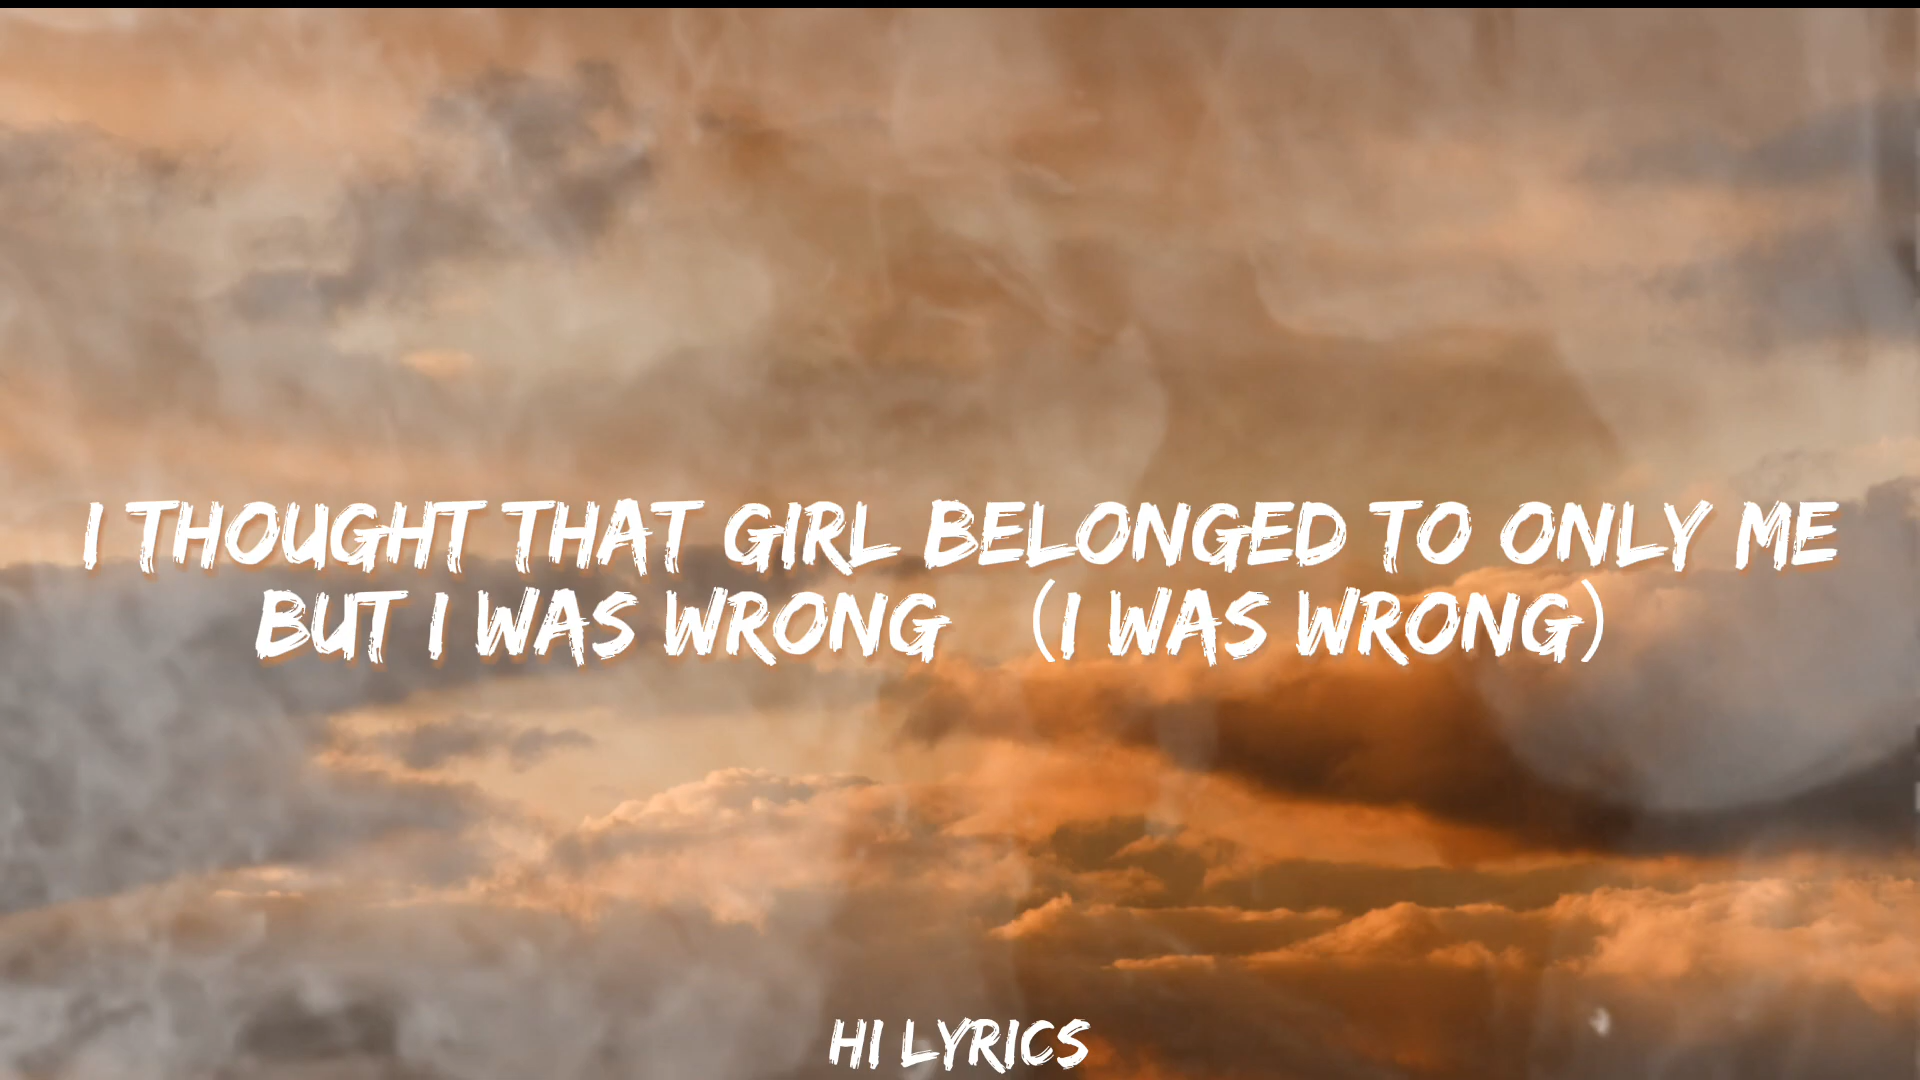 I THOUGHT THAT GIRL BELONGED TO ONLY ME
BUT I WAS WRONG (I WAS WRONG)
HI LYRICS